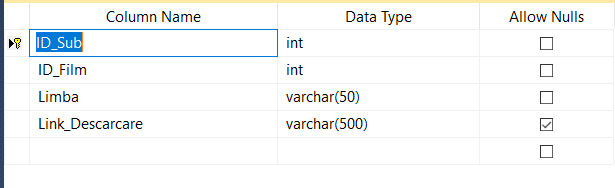 Column Name Data Type Allow Nulls
ID_Sub int
ID_Film int
Limba varchar(50)
Link_Descarcare varchar(500)